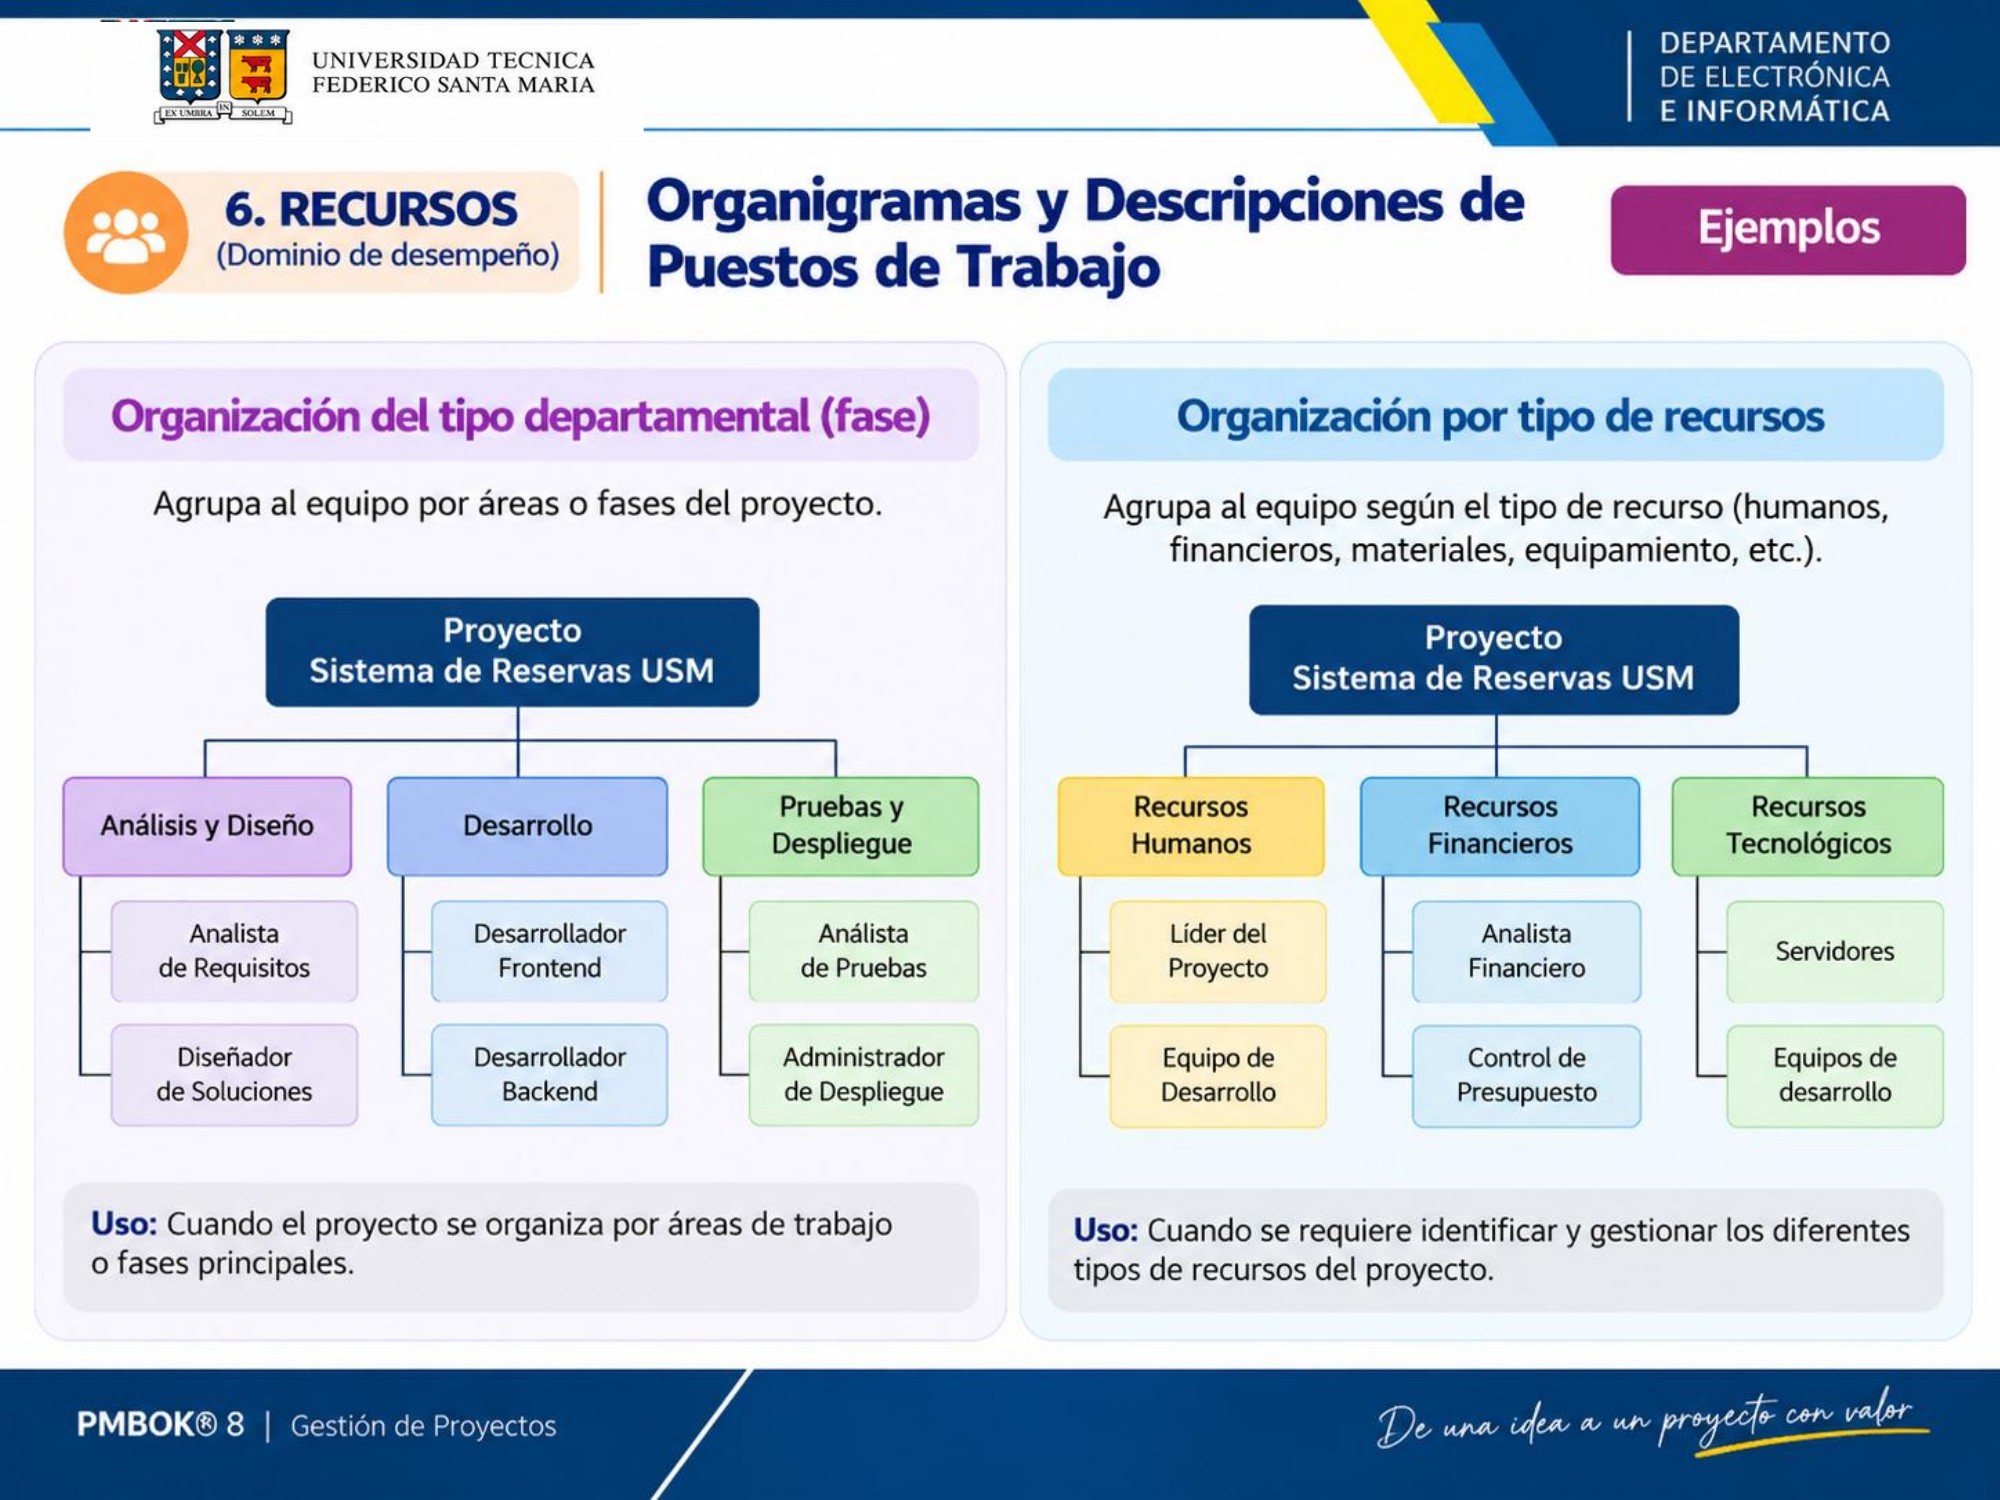 EX UMBRA IN SOLEM
UNIVERSIDAD TECNICA
FEDERICO SANTA MARIA
DEPARTAMENTO
DE ELECTRÓNICA
E INFORMÁTICA
6. RECURSOS
(Dominio de desempeño)
Organigramas y Descripciones de
Puestos de Trabajo
Ejemplos
Organización del tipo departamental (fase)
Agrupa al equipo por áreas o fases del proyecto.
Proyecto
Sistema de Reservas USM
Análisis y Diseño
Desarrollo
Pruebas y
Despliegue
Analista
de Requisitos
Desarrollador
Frontend
Análista
de Pruebas
Diseñador
de Soluciones
Desarrollador
Backend
Administrador
de Despliegue
Uso: Cuando el proyecto se organiza por áreas de trabajo
o fases principales.
Organización por tipo de recursos
Agrupa al equipo según el tipo de recurso (humanos,
financieros, materiales, equipamiento, etc.).
Proyecto
Sistema de Reservas USM
Recursos
Humanos
Recursos
Financieros
Recursos
Tecnológicos
Líder del
Proyecto
Analista
Financiero
Servidores
Equipo de
Desarrollo
Control de
Presupuesto
Equipos de
desarrollo
Uso: Cuando se requiere identificar y gestionar los diferentes
tipos de recursos del proyecto.
PMBOK® 8 | Gestión de Proyectos
De una idea a un proyecto con valor